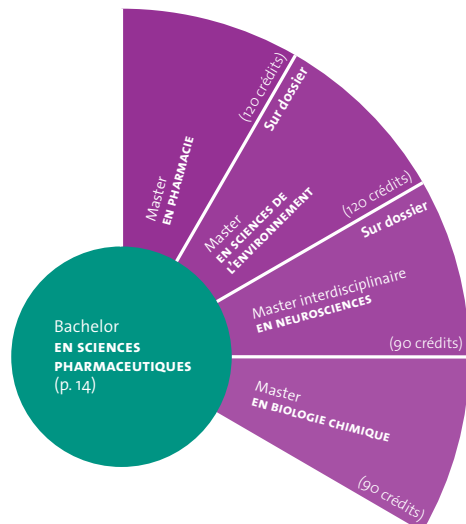 Bachelor
EN SCIENCES
PHARMACEUTIQUES
(p. 14)
Master
EN PHARMACIE
(120 crédits)
Sur dossier
Master
EN SCIENCES DE
L'ENVIRONNEMENT
(120 crédits)
Sur dossier
Master interdisciplinaire
EN NEUROSCIENCES
(90 crédits)
Master
EN BIOLOGIE CHIMIQUE
(90 crédits)